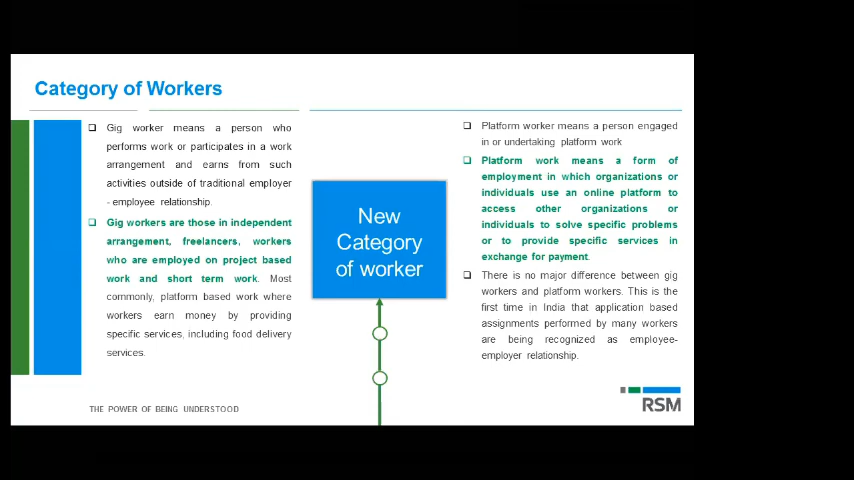 Category of Workers
Gig worker means a person who
performs work or participates in a work
arrangement and earns from such
activities outside of traditional employer
- employee relationship.
Gig workers are those in independent
arrangement, freelancers, workers
who are employed on project based
work and short term work. Most
commonly, platform based work where
workers earn money by providing
specific services, including food delivery
services.
New
Category
of worker
Platform worker means a person engaged
in or undertaking platform work
Platform work means a form of
employment in which organizations or
individuals use an online platform to
access other organizations or
individuals to solve specific problems
or to provide specific services in
exchange for payment.
There is no major difference between gig
workers and platform workers. This is the
first time in India that application based
assignments performed by many workers
are being recognized as employee-
employer relationship.
THE POWER OF BEING UNDERSTOOD
RSM